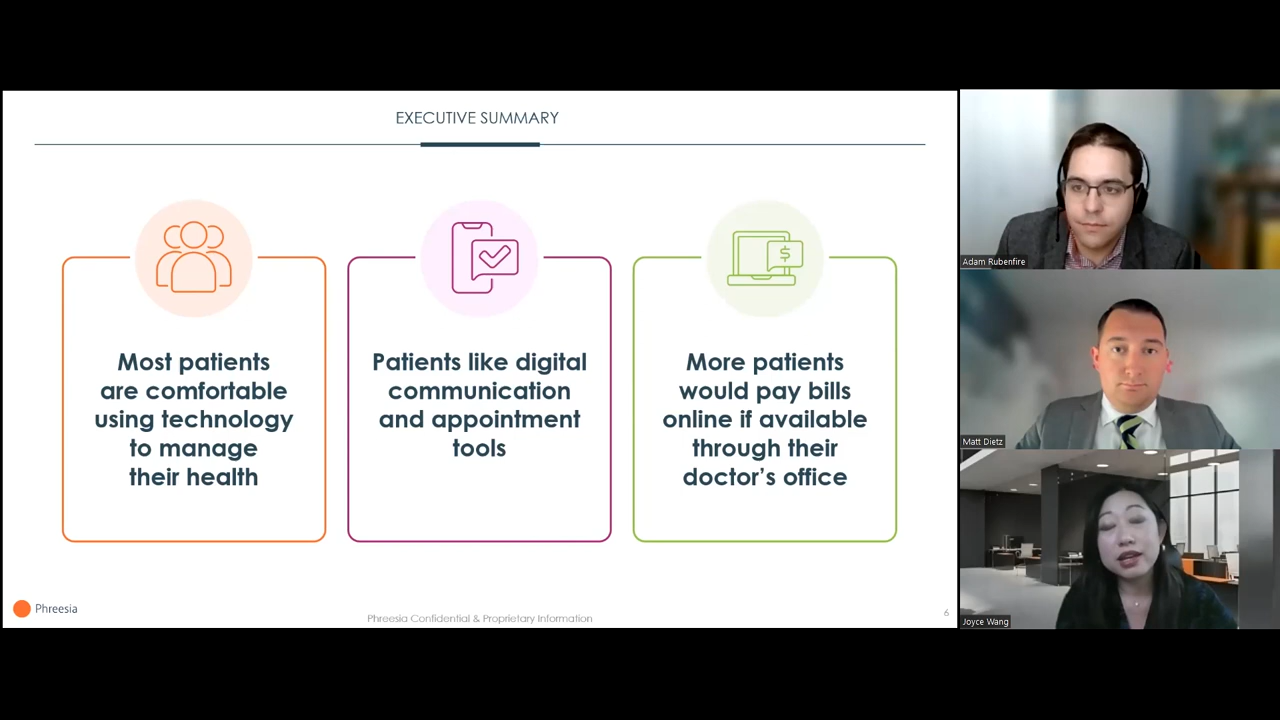 EXECUTIVE SUMMARY
Most patients
are comfortable
using technology
to manage
their health
Patients like digital
communication
and appointment
tools
$
More patients
would pay bills
online if available
through their
doctor’s office
Phreesia
Phreesia Confidential & Proprietary Information
6
Adam Rubenfire
Matt Dietz
Joyce Wang